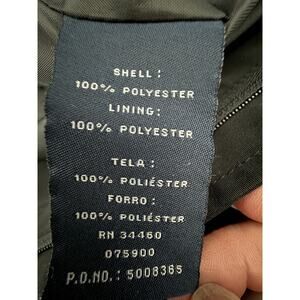 SHELL:
100% POLYESTER
LINING:
100% POLYESTER
TELA:
100% POLIÉSTER
FORRO:
100% POLIÉSTER
RN 34460
075900
P.O.NO.: 5008365